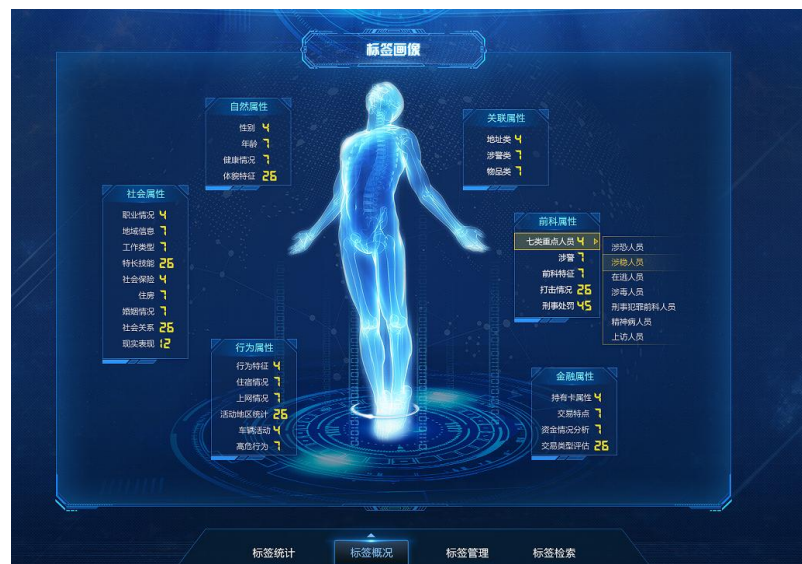 标签画像
自然属性
性别 4
年龄 7
健康情况 7
体貌特征 26
关联属性
地址类 4
涉警类 7
物品类 7
社会属性
职业情况 4
地域信息 7
工作类型 7
特长技能 26
社会保险 4
住房 7
婚姻情况 7
社会关系 26
现实表现 12
前科属性
七类重点人员 4
涉警 7
前科特征 7
打击情况 26
刑事处罚 45
涉恐人员
涉稳人员
在逃人员
涉毒人员
刑事犯罪前科人员
精神病人员
上访人员
行为属性
行为特征 4
住宿情况 7
上网情况 7
活动地区统计 26
车辆活动 4
高危行为 7
金融属性
持有卡属性 4
交易特点 7
资金情况分析 7
交易类型评估 26
标签统计
标签概况
标签管理
标签检索